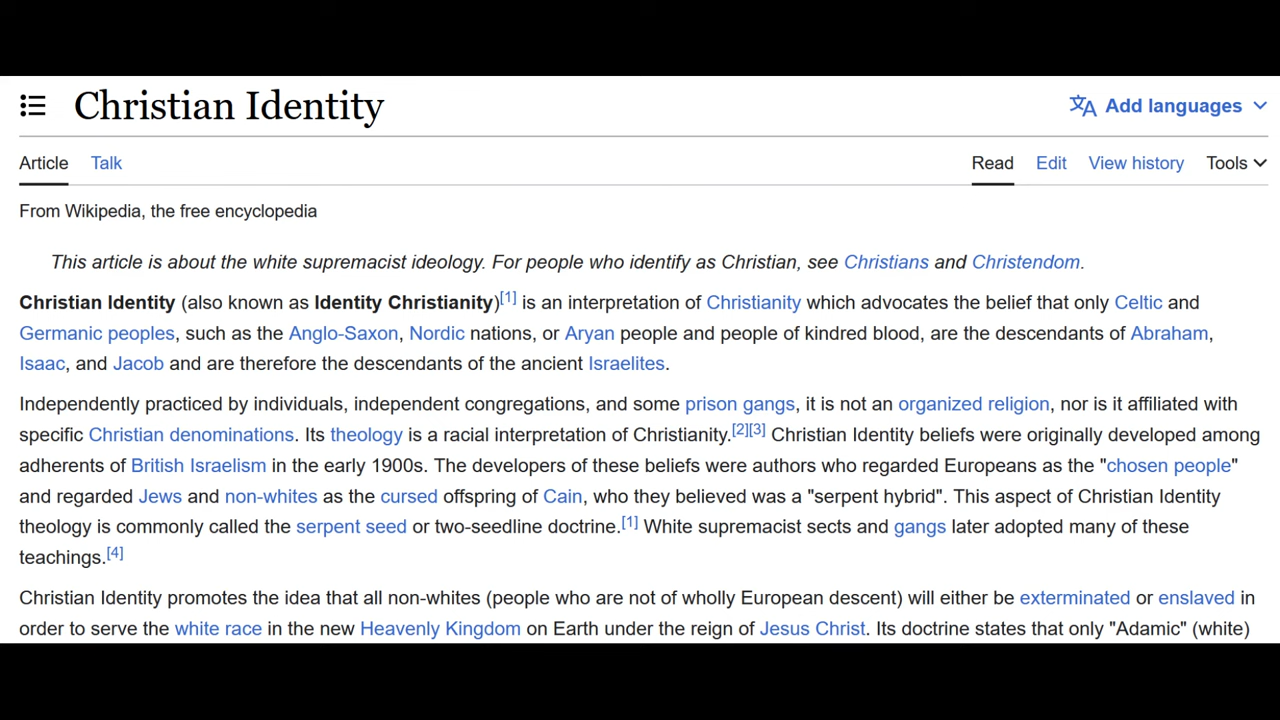 Christian Identity
Add languages
Article Talk Read Edit View history Tools
From Wikipedia, the free encyclopedia
This article is about the white supremacist ideology. For people who identify as Christian, see Christians and Christendom.
Christian Identity (also known as Identity Christianity)[1] is an interpretation of Christianity which advocates the belief that only Celtic and
Germanic peoples, such as the Anglo-Saxon, Nordic nations, or Aryan people and people of kindred blood, are the descendants of Abraham,
Isaac, and Jacob and are therefore the descendants of the ancient Israelites.
Independently practiced by individuals, independent congregations, and some prison gangs, it is not an organized religion, nor is it affiliated with
specific Christian denominations. Its theology is a racial interpretation of Christianity.[2][3] Christian Identity beliefs were originally developed among
adherents of British Israelism in the early 1900s. The developers of these beliefs were authors who regarded Europeans as the "chosen people"
and regarded Jews and non-whites as the cursed offspring of Cain, who they believed was a "serpent hybrid". This aspect of Christian Identity
theology is commonly called the serpent seed or two-seedline doctrine.[1] White supremacist sects and gangs later adopted many of these
teachings.[4]
Christian Identity promotes the idea that all non-whites (people who are not of wholly European descent) will either be exterminated or enslaved in
order to serve the white race in the new Heavenly Kingdom on Earth under the reign of Jesus Christ. Its doctrine states that only "Adamic" (white)